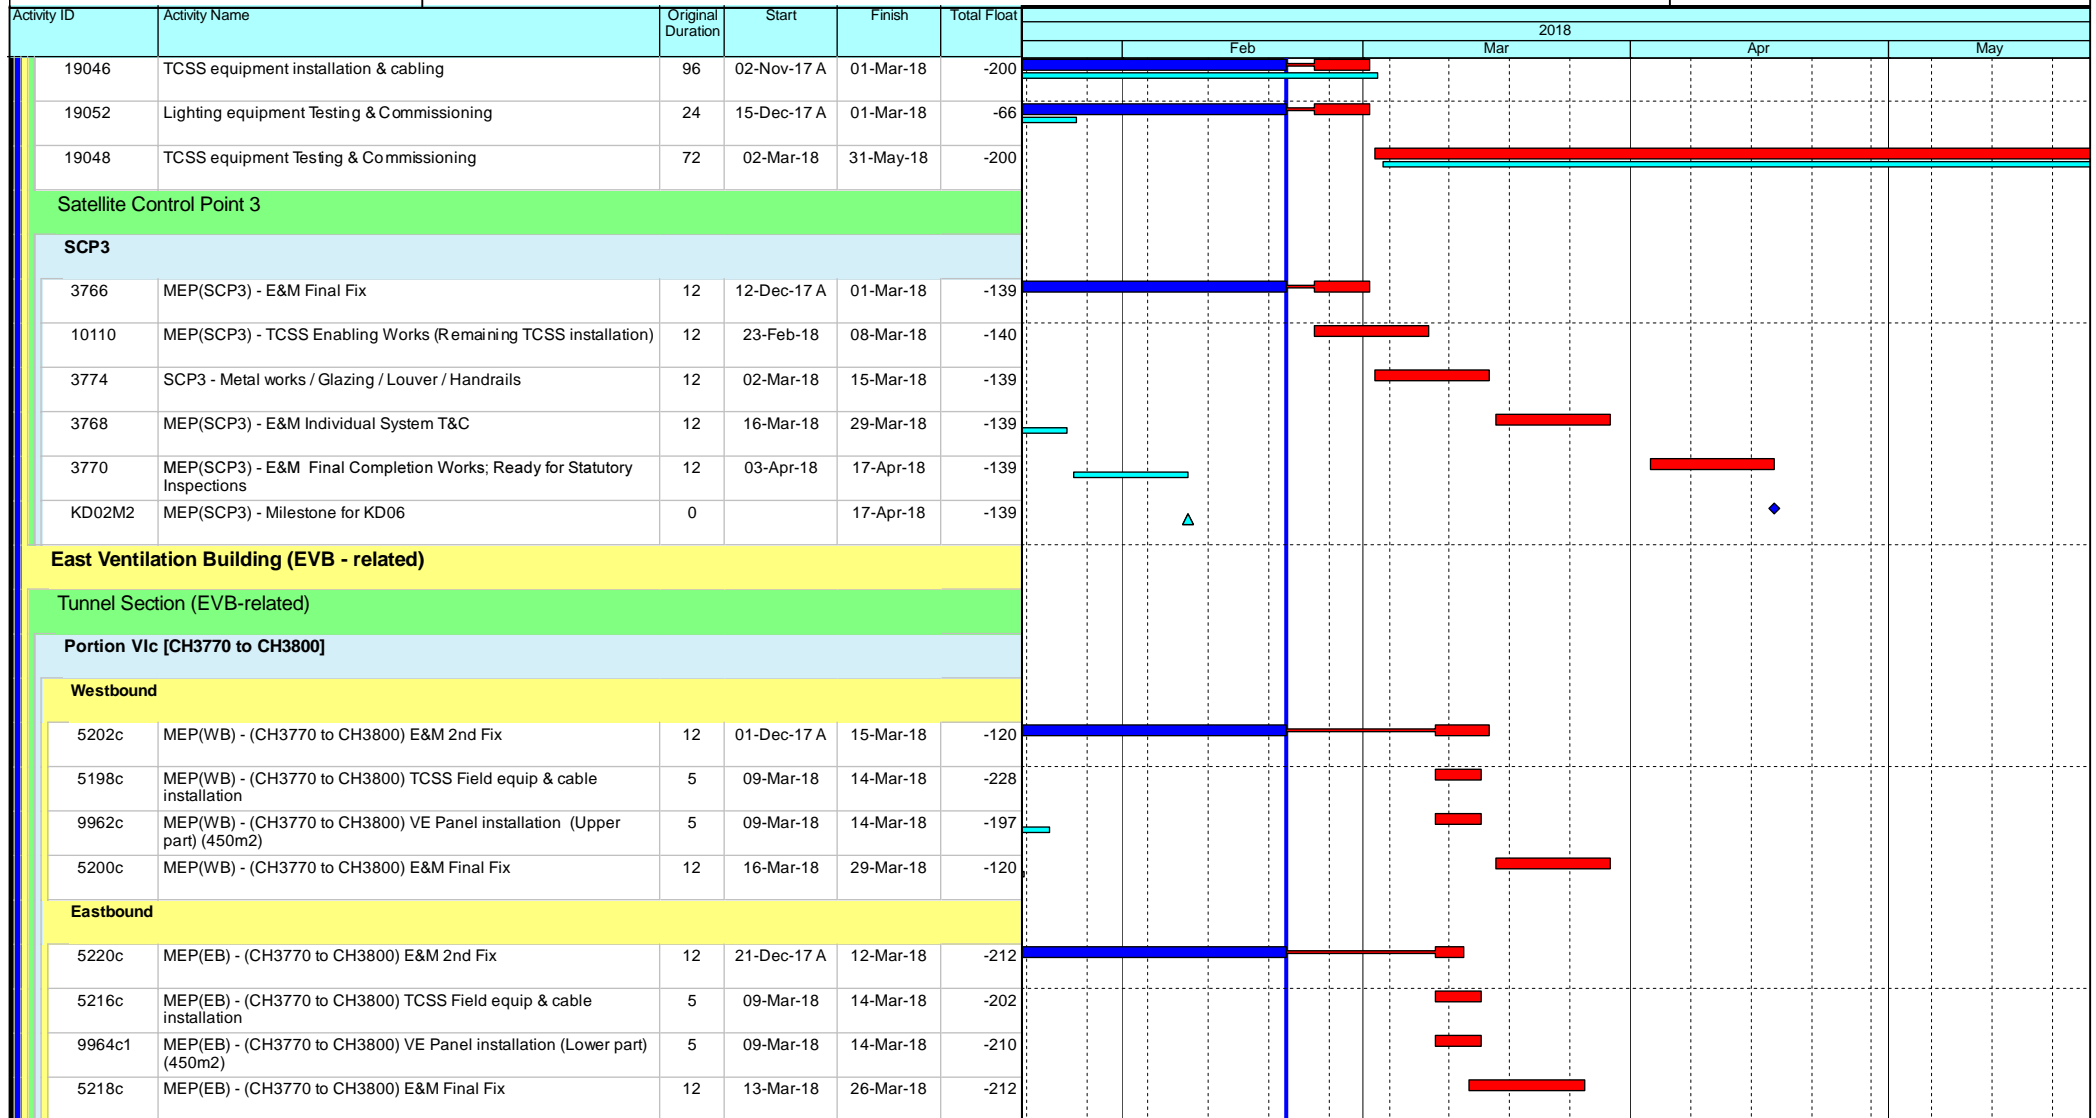 Activity ID Activity Name Original Duration Start Finish Total Float
2018
Feb Mar Apr May
19046 TCSS equipment installation & cabling 96 02-Nov-17 A 01-Mar-18 -200
19052 Lighting equipment Testing & Commissioning 24 15-Dec-17 A 01-Mar-18 -66
19048 TCSS equipment Testing & Commissioning 72 02-Mar-18 31-May-18 -200
Satellite Control Point 3
SCP3
3766 MEP(SCP3) - E&M Final Fix 12 12-Dec-17 A 01-Mar-18 -139
10110 MEP(SCP3) - TCSS Enabling Works (Remaining TCSS installation) 12 23-Feb-18 08-Mar-18 -140
3774 SCP3 - Metal works / Glazing / Louver / Handrails 12 02-Mar-18 15-Mar-18 -139
3768 MEP(SCP3) - E&M Individual System T&C 12 16-Mar-18 29-Mar-18 -139
3770 MEP(SCP3) - E&M Final Completion Works; Ready for Statutory 12 03-Apr-18 17-Apr-18 -139
Inspections
KD02M2 MEP(SCP3) - Milestone for KD06 0 17-Apr-18 -139
East Ventilation Building (EVB - related)
Tunnel Section (EVB-related)
Portion VIc [CH3770 to CH3800]
Westbound
5202c MEP(WB) - (CH3770 to CH3800) E&M 2nd Fix 12 01-Dec-17 A 15-Mar-18 -120
5198c MEP(WB) - (CH3770 to CH3800) TCSS Field equip & cable 5 09-Mar-18 14-Mar-18 -228
installation
9962c MEP(WB) - (CH3770 to CH3800) VE Panel installation (Upper 5 09-Mar-18 14-Mar-18 -197
part) (450m2)
5200c MEP(WB) - (CH3770 to CH3800) E&M Final Fix 12 16-Mar-18 29-Mar-18 -120
Eastbound
5220c MEP(EB) - (CH3770 to CH3800) E&M 2nd Fix 12 21-Dec-17 A 12-Mar-18 -212
5216c MEP(EB) - (CH3770 to CH3800) TCSS Field equip & cable 5 09-Mar-18 14-Mar-18 -202
installation
9964c1 MEP(EB) - (CH3770 to CH3800) VE Panel installation (Lower part) 5 09-Mar-18 14-Mar-18 -210
(450m2)
5218c MEP(EB) - (CH3770 to CH3800) E&M Final Fix 12 13-Mar-18 26-Mar-18 -212